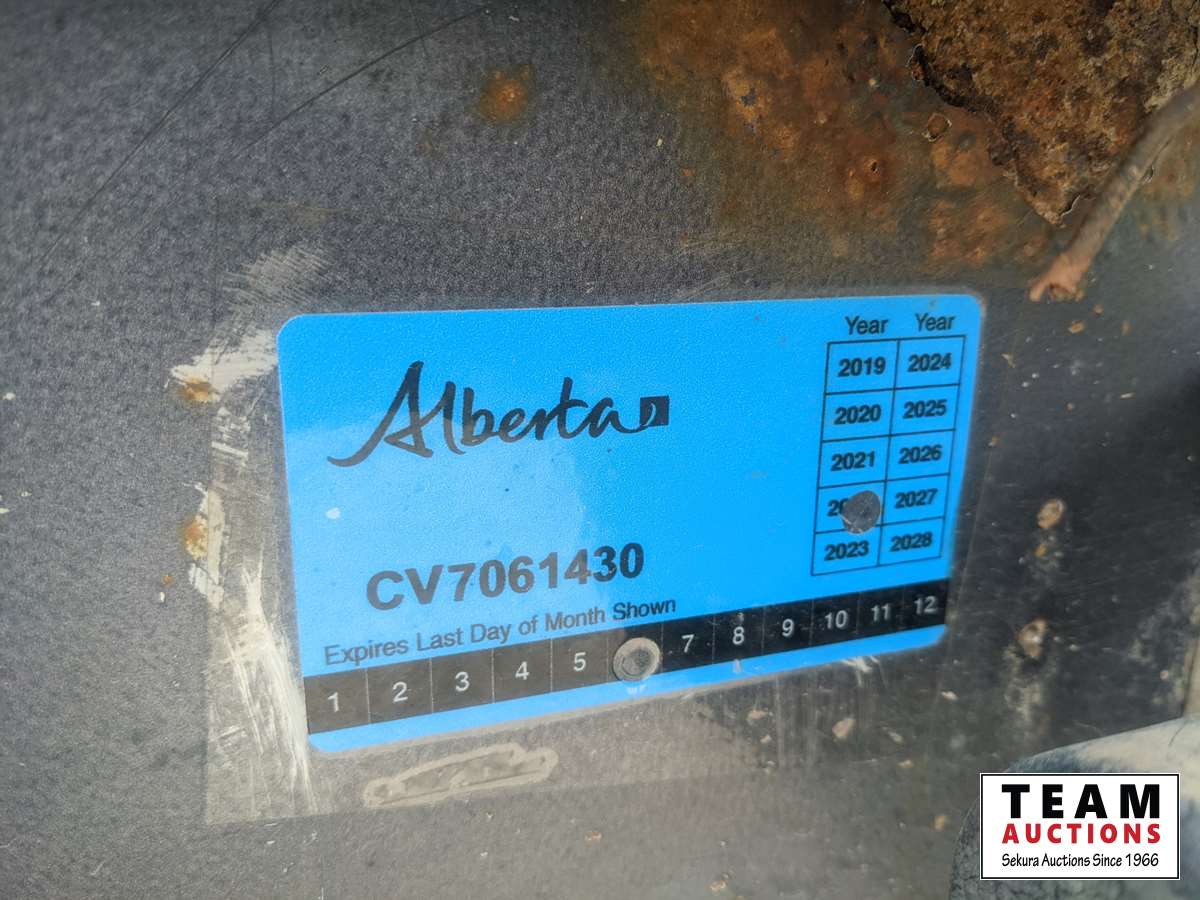 Alberta
Year Year
2019 2024
2020 2025
2021 2026
2027
2023 2028
CV7061430
Expires Last Day of Month Shown
1 2 3 4 5 7 8 9 10 11 12
TEAM
AUCTIONS
Sekura Auctions Since 1966